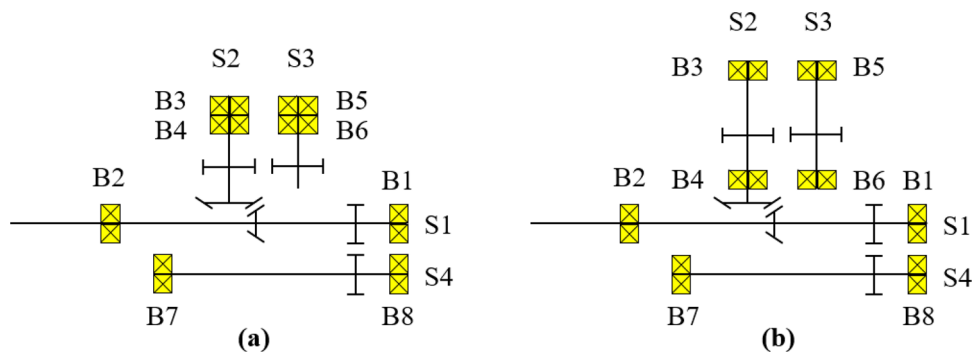 S2 S3
B3 B5
B4 B6
B2 B1
S1
S4
B7 B8
(a)
S2 S3
B3 B5
B2 B4 B6 B1
S1
S4
B7 B8
(b)